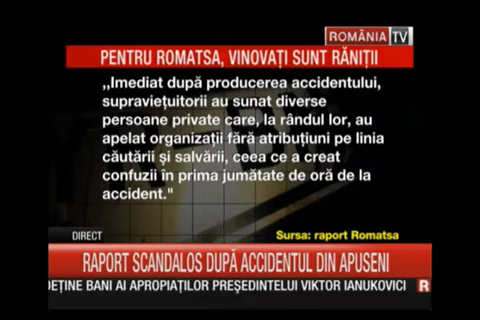 ROMÂNIA TV
PENTRU ROMATSA, VINOVAȚI SUNT RĂNIȚII
,,Imediat după producerea accidentului,
supraviețuitorii au sunat diverse
persoane private care, la rândul lor, au
apelat organizații fără atribuțiuni pe linia
căutării și salvării, ceea ce a creat
confuzii în prima jumătate de oră de la
accident."
DIRECT
Sursa: raport Romatsa
RAPORT SCANDALOS DUPĂ ACCIDENTUL DIN APUSENI
DEȚINE BANI AI APROPIAȚILOR PREȘEDINTELUI VIKTOR IANUKOVICI
R